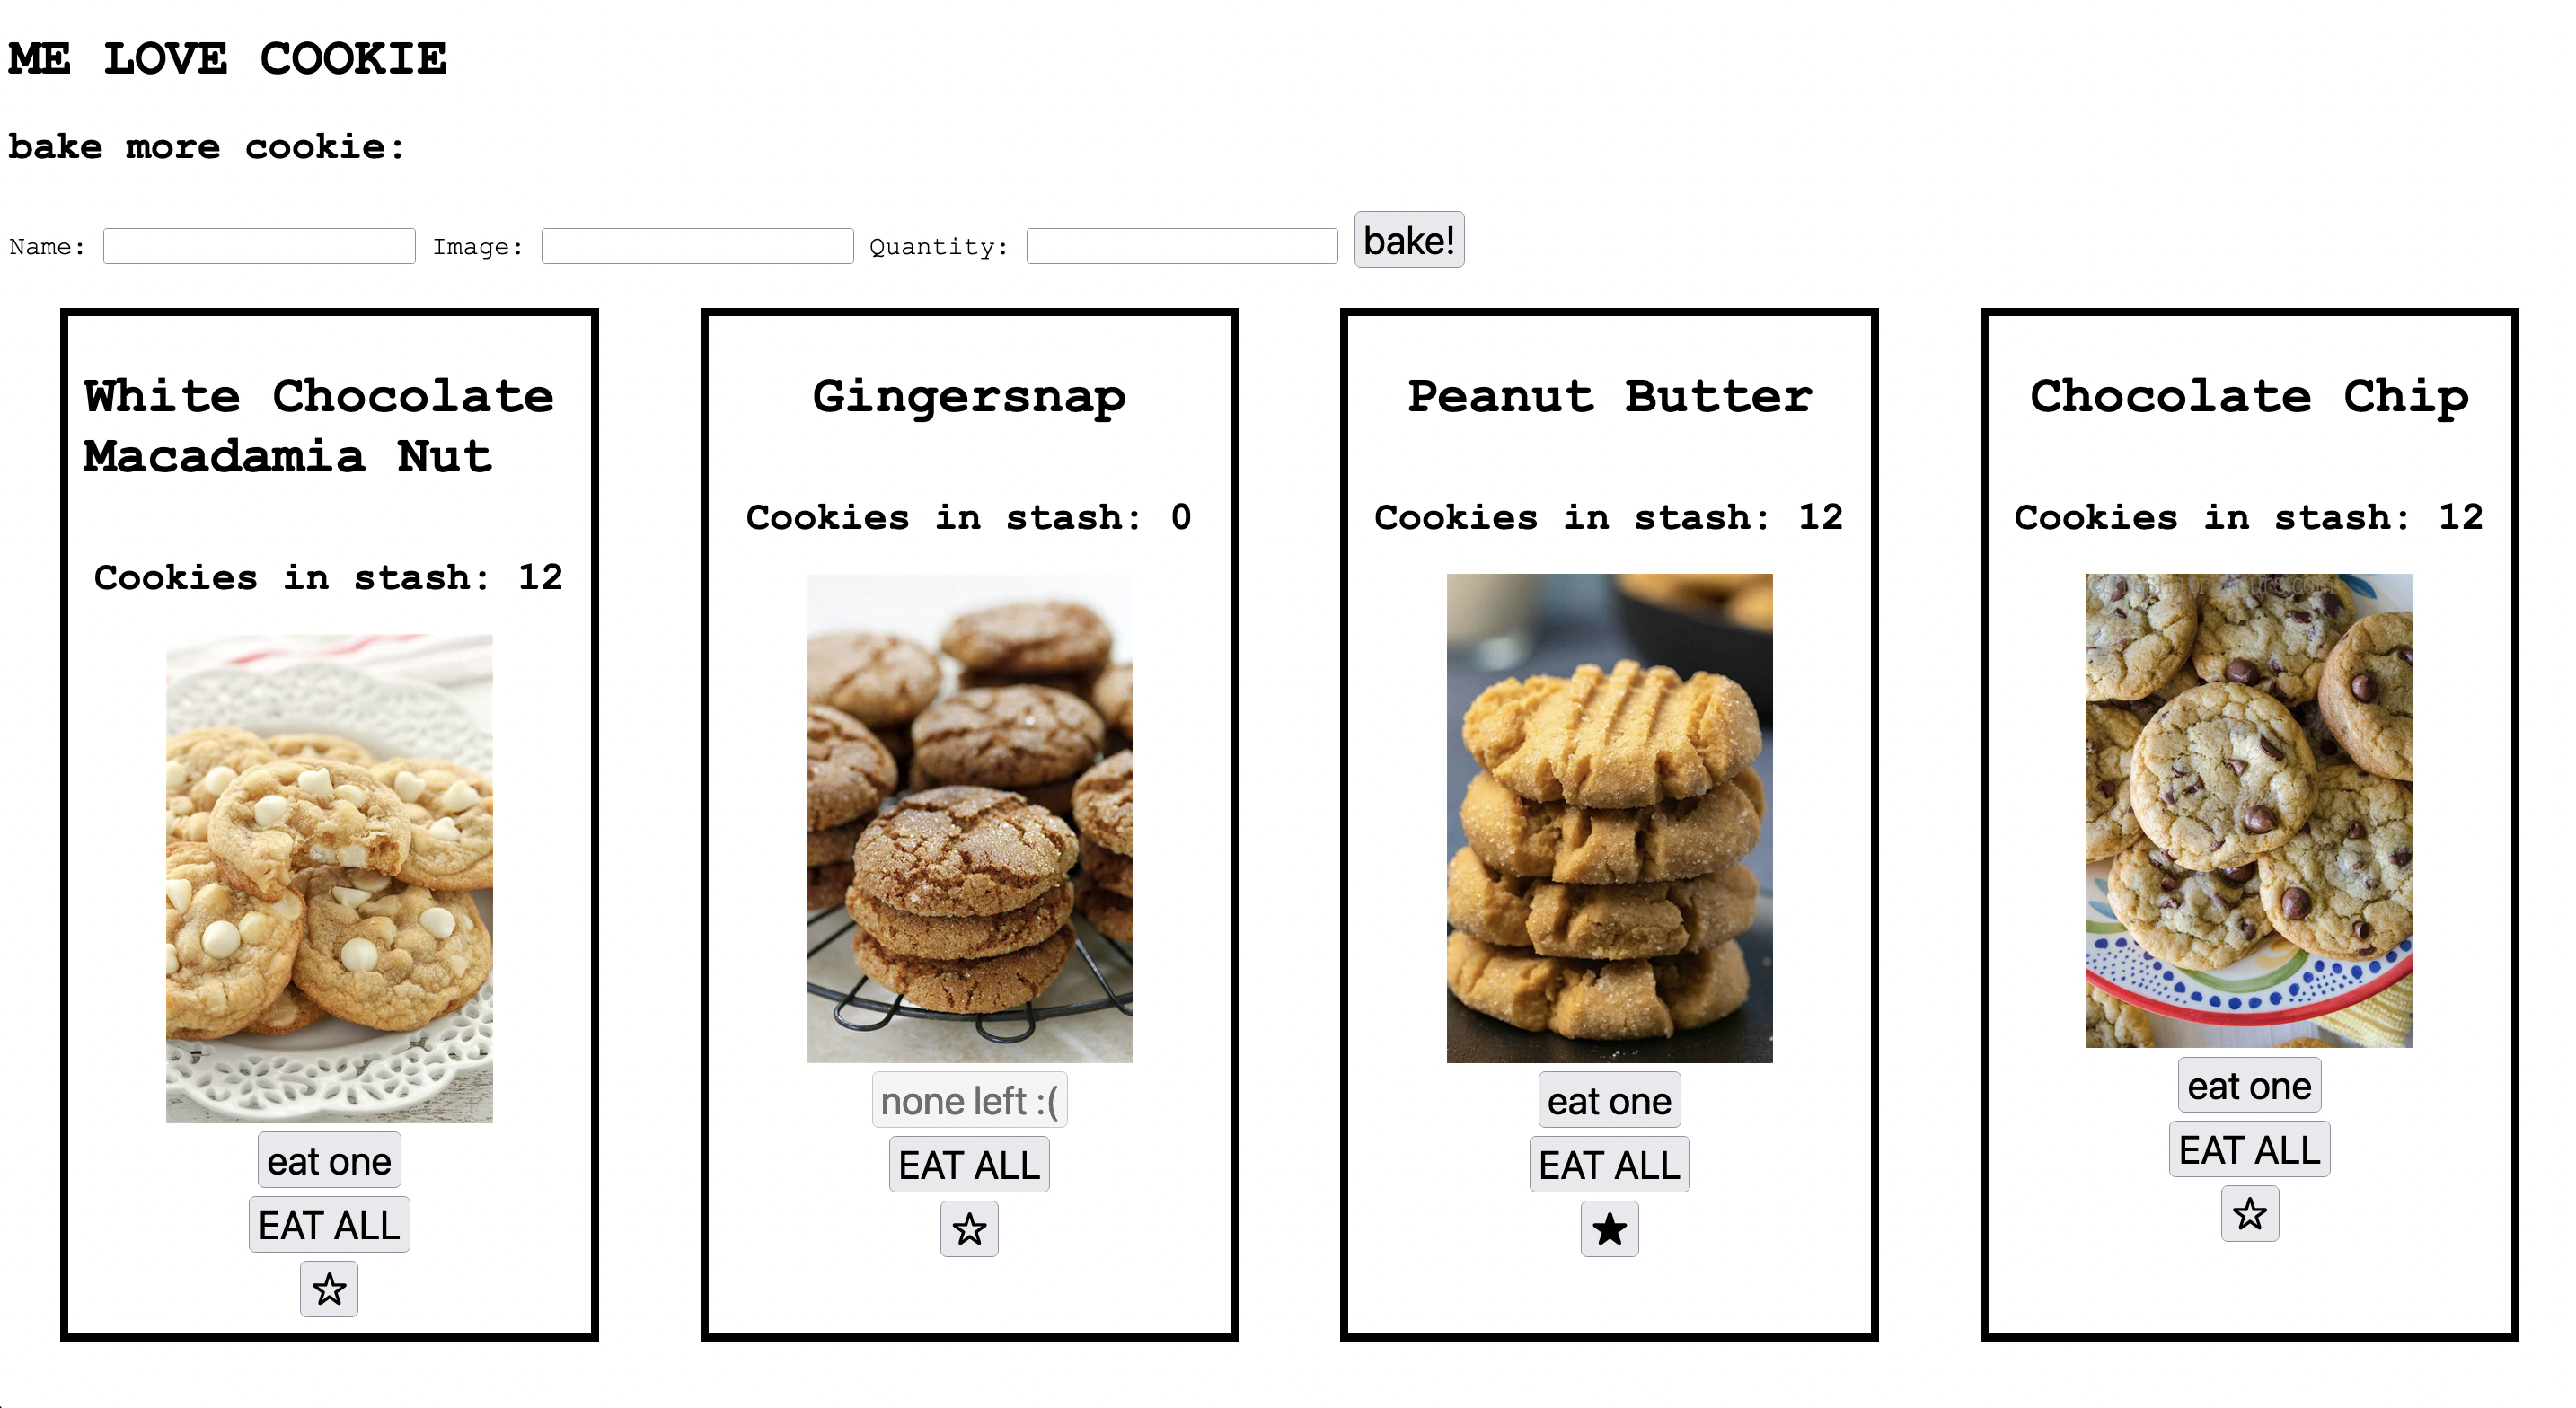 ME LOVE COOKIE
bake more cookie:
Name: Image: Quantity: bake!
White Chocolate
Macadamia Nut
Cookies in stash: 12
eat one
EAT ALL
☆
Gingersnap
Cookies in stash: 0
none left :(
EAT ALL
☆
Peanut Butter
Cookies in stash: 12
eat one
EAT ALL
★
Chocolate Chip
Cookies in stash: 12
eat one
EAT ALL
☆